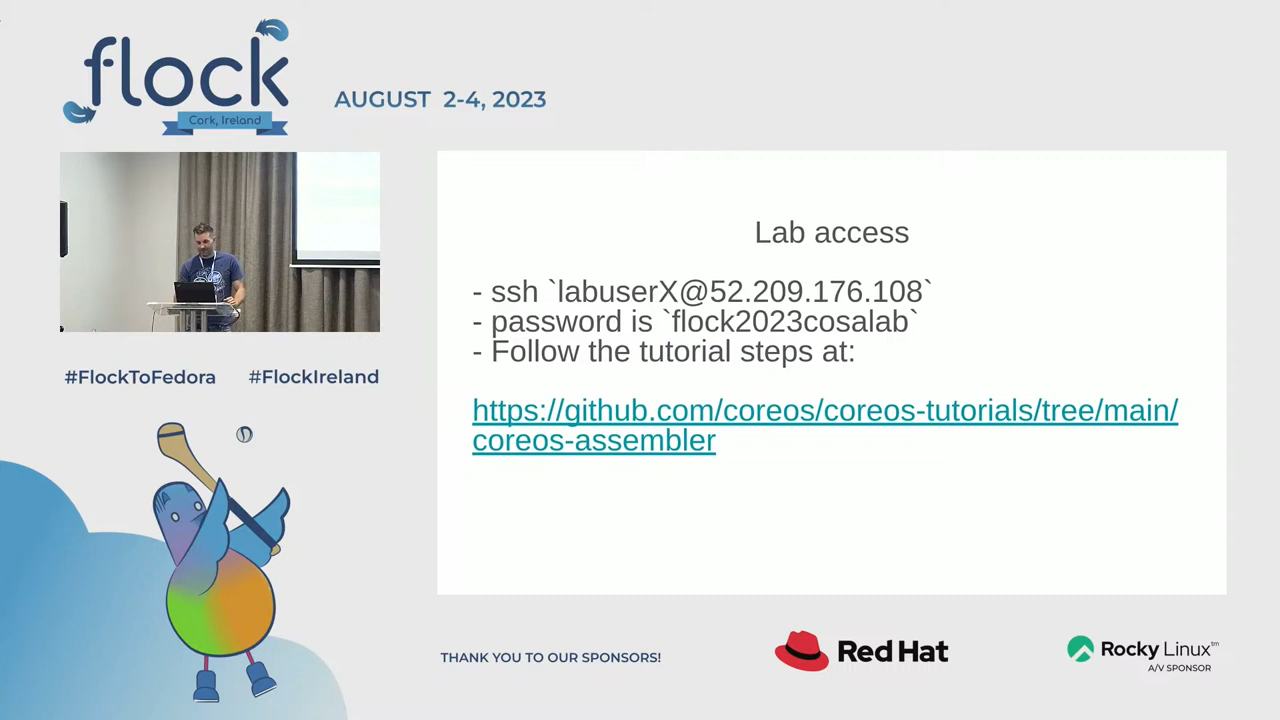 flock
Cork, Ireland
AUGUST 2-4, 2023
#FlockToFedora #FlockIreland
Lab access
- ssh `labuserX@52.209.176.108`
- password is `flock2023cosalab`
- Follow the tutorial steps at:
https://github.com/coreos/coreos-tutorials/tree/main/
coreos-assembler
THANK YOU TO OUR SPONSORS!
Red Hat
Rocky Linux™
A/V SPONSOR